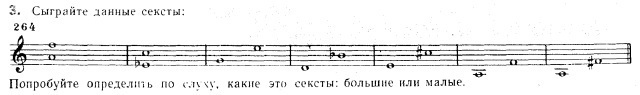 3. Сыграйте данные сексты:
264
Попробуйте определить по слуху, какие это сексты: большие или малые.